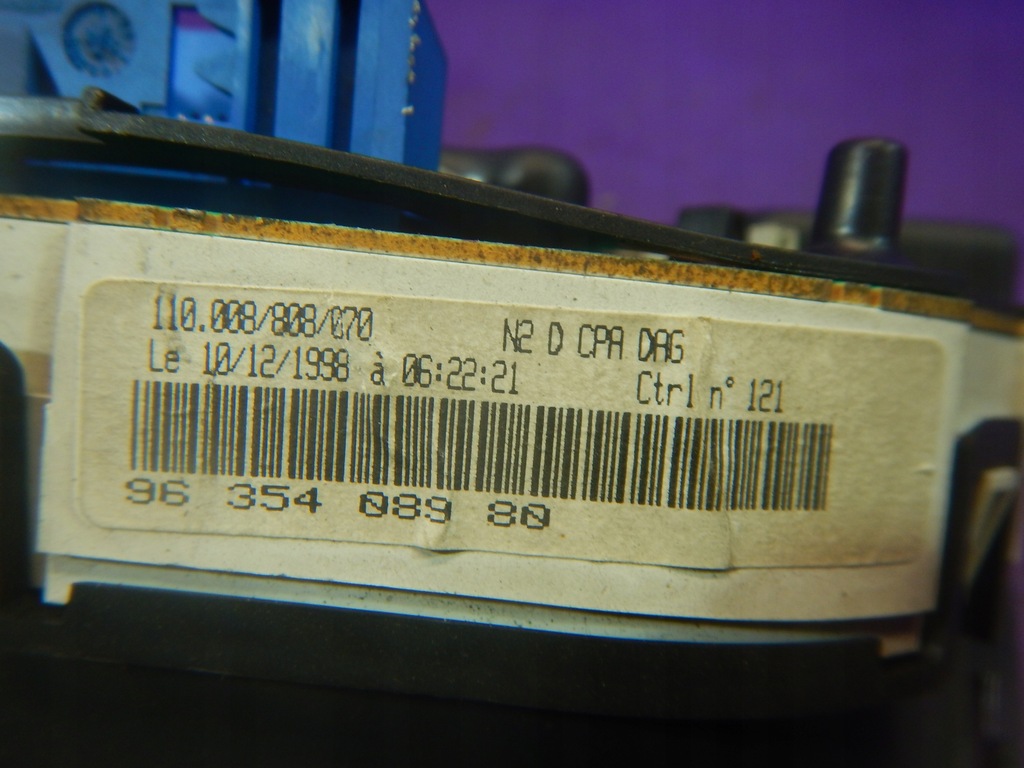 110.008/808/070 N2 D CPA DAG
Le 10/12/1998 à 06:22:21 Ctrl n° 121
96 354 089 80